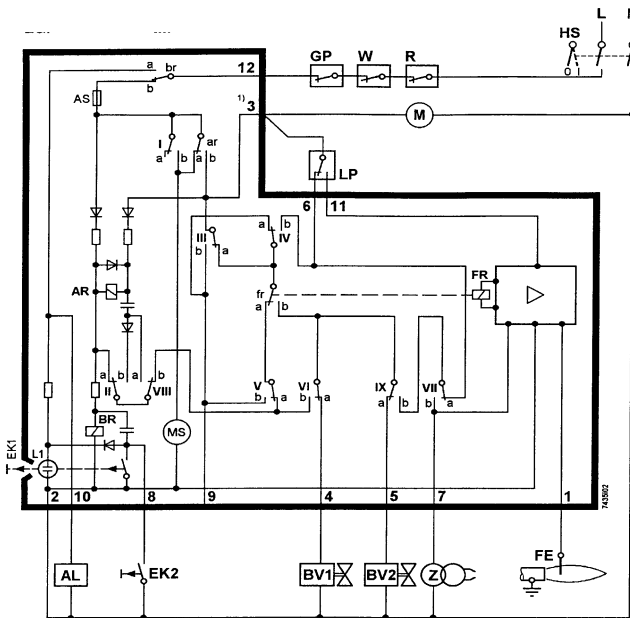 L
HS
0 I
GP W R
12
a br
b
AS
1) 3
M
I
ar
a b a b
LP
6 11
III
b a
a b
IV
AR
fr
a b
FR
a b a b
II VIII
V
b a
VI
b a
IX
a b
VII
b a
BR
MS
EK1
L1
2 10 8 9 4 5 7 1
7435l02
AL
EK2
BV1
BV2
Z
FE